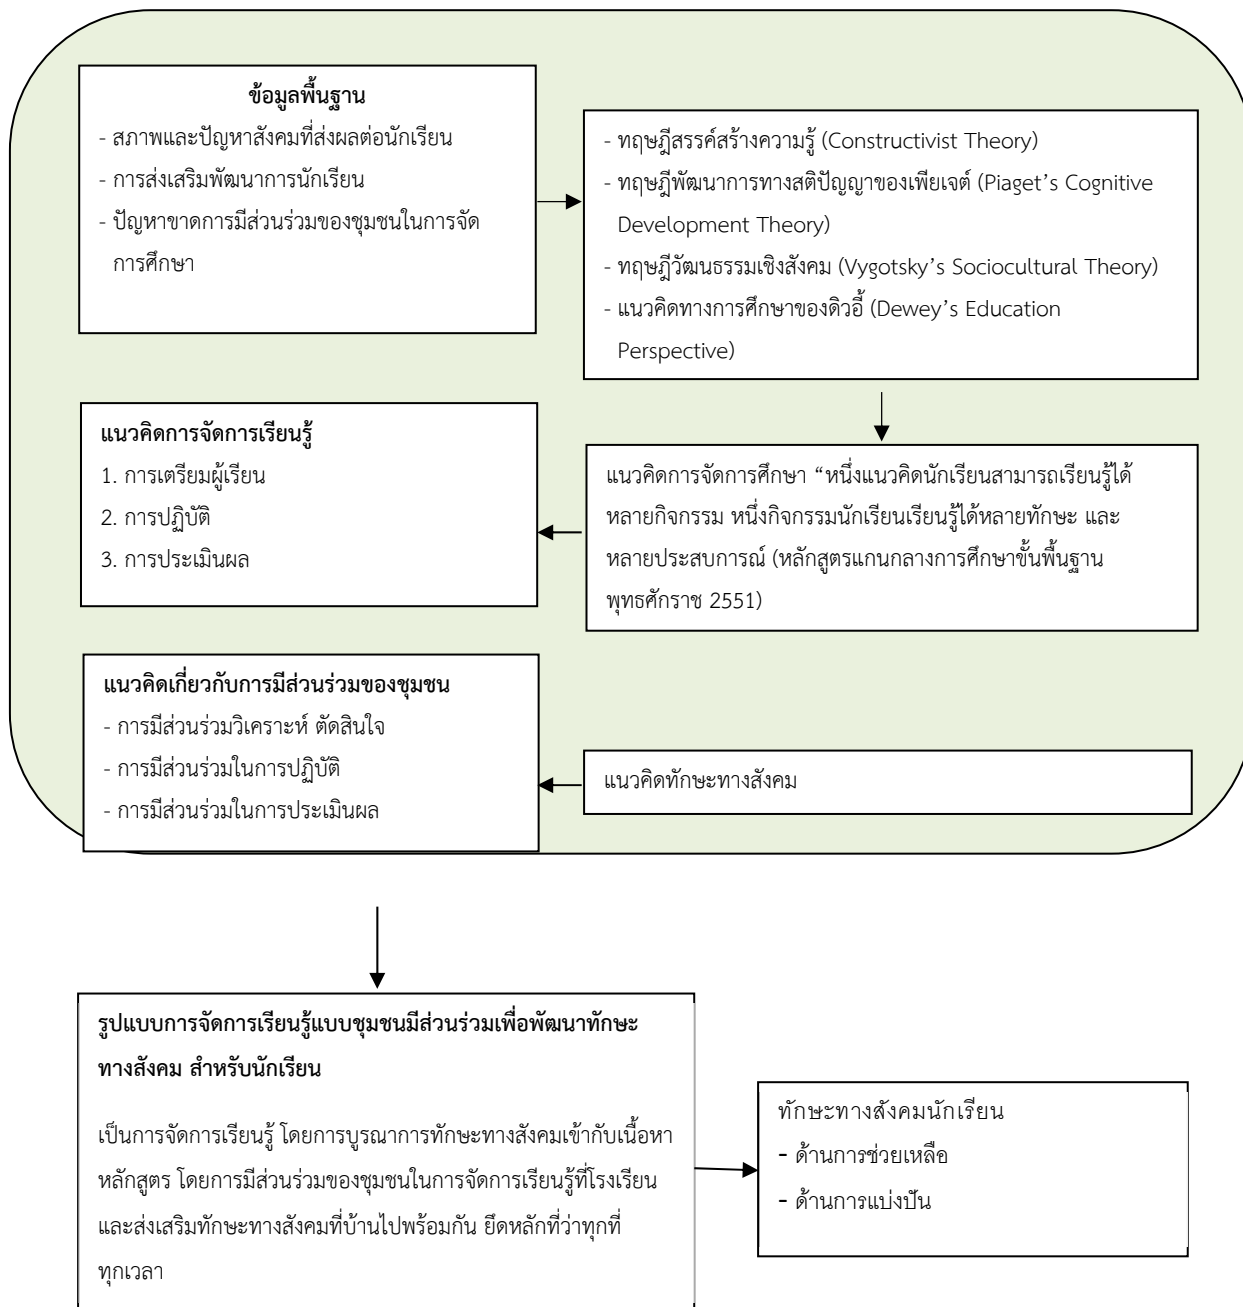 ข้อมูลพื้นฐาน
- สภาพและปัญหาสังคมที่ส่งผลต่อนักเรียน
- การส่งเสริมพัฒนาการนักเรียน
- ปัญหาขาดการมีส่วนร่วมของชุมชนในการจัด
การศึกษา
- ทฤษฎีสรรค์สร้างความรู้ (Constructivist Theory)
- ทฤษฎีพัฒนาการทางสติปัญญาของเพียเจต์ (Piaget's Cognitive
Development Theory)
- ทฤษฎีวัฒนธรรมเชิงสังคม (Vygotsky's Sociocultural Theory)
- แนวคิดทางการศึกษาของดิวอี้ (Dewey's Education
Perspective)
แนวคิดการจัดการศึกษา “หนึ่งแนวคิดนักเรียนสามารถเรียนรู้ได้
หลายกิจกรรม หนึ่งกิจกรรมนักเรียนเรียนรู้ได้หลายทักษะ และ
หลายประสบการณ์ (หลักสูตรแกนกลางการศึกษาขั้นพื้นฐาน
พุทธศักราช 2551)
แนวคิดการจัดการเรียนรู้
1. การเตรียมผู้เรียน
2. การปฏิบัติ
3. การประเมินผล
แนวคิดเกี่ยวกับการมีส่วนร่วมของชุมชน
- การมีส่วนร่วมวิเคราะห์ ตัดสินใจ
- การมีส่วนร่วมในการปฏิบัติ
- การมีส่วนร่วมในการประเมินผล
แนวคิดทักษะทางสังคม
รูปแบบการจัดการเรียนรู้แบบชุมชนมีส่วนร่วมเพื่อพัฒนาทักษะ
ทางสังคม สำหรับนักเรียน
เป็นการจัดการเรียนรู้ โดยการบูรณาการทักษะทางสังคมเข้ากับเนื้อหา
หลักสูตร โดยการมีส่วนร่วมของชุมชนในการจัดการเรียนรู้ที่โรงเรียน
และส่งเสริมทักษะทางสังคมที่บ้านไปพร้อมกัน ยึดหลักที่ว่าทุกที่
ทุกเวลา
ทักษะทางสังคมนักเรียน
- ด้านการช่วยเหลือ
- ด้านการแบ่งปัน